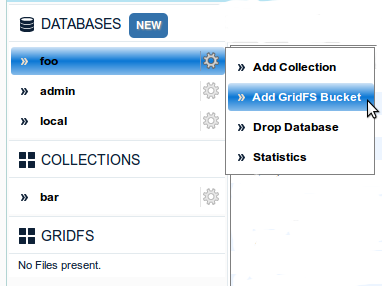 DATABASES NEW
» foo
» admin
» local
COLLECTIONS
» bar
GRIDFS
No Files present.
» Add Collection
» Add GridFS Bucket
» Drop Database
» Statistics